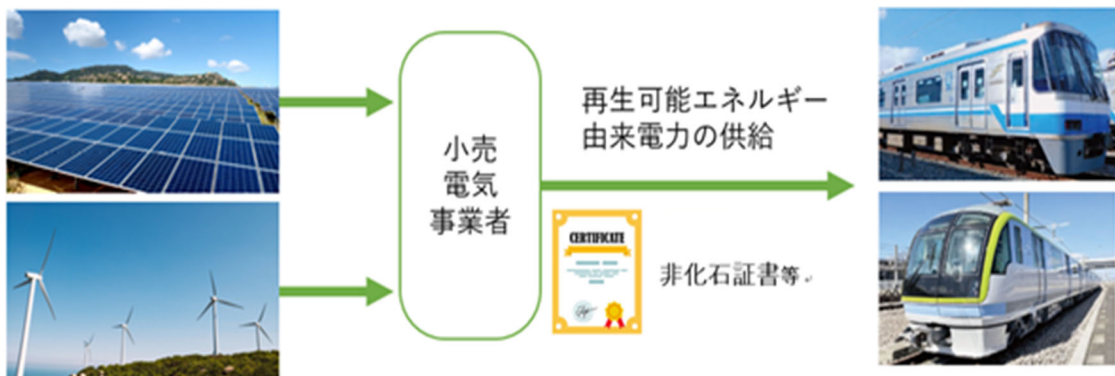 小売
電気
事業者
再生可能エネルギー
由来電力の供給
CERTIFICATE
非化石証書等